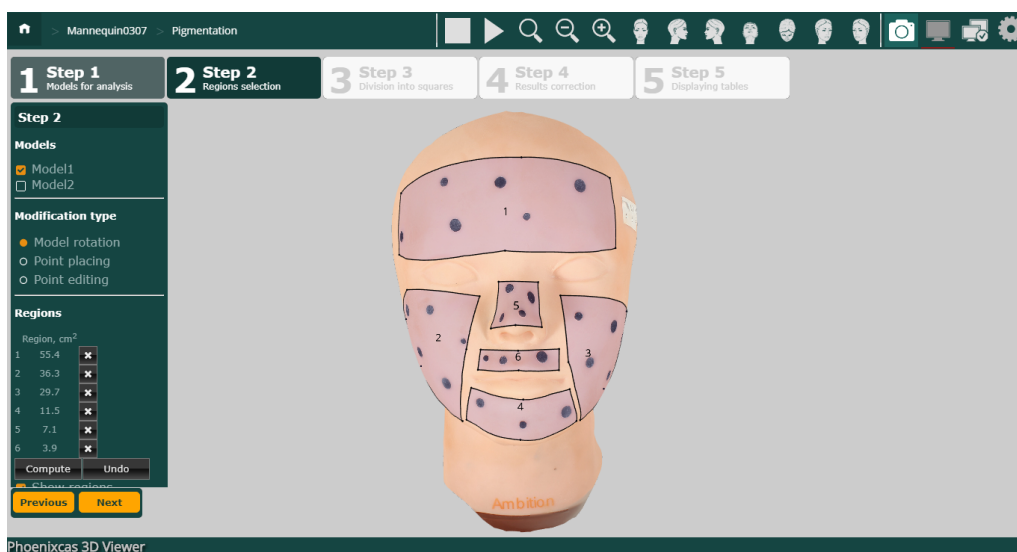 > Mannequin0307 > Pigmentation
1 Step 1
Models for analysis
2 Step 2
Regions selection
3 Step 3
Division into squares
4 Step 4
Results correction
5 Step 5
Displaying tables
Step 2
Models
Model1
Model2
Modification type
Model rotation
Point placing
Point editing
Regions
Region, cm²
1 55.4
2 36.3
3 29.7
4 11.5
5 7.1
6 3.9
Compute Undo
Show regions
Previous Next
1
5
2
6
3
4
Ambition
Phoenixcas 3D Viewer